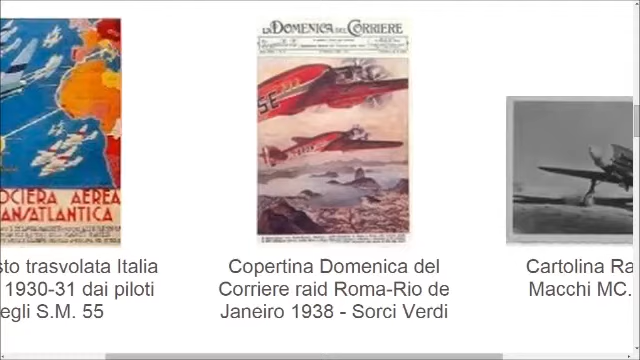 OCIERA AEREA
ANSATLANTICA
sto trasvolata Italia
1930-31 dai piloti
egli S.M. 55
LA DOMENICA DEL CORRIERE
Copertina Domenica del
Corriere raid Roma-Rio de
Janeiro 1938 - Sorci Verdi
Cartolina Ra
Macchi MC.